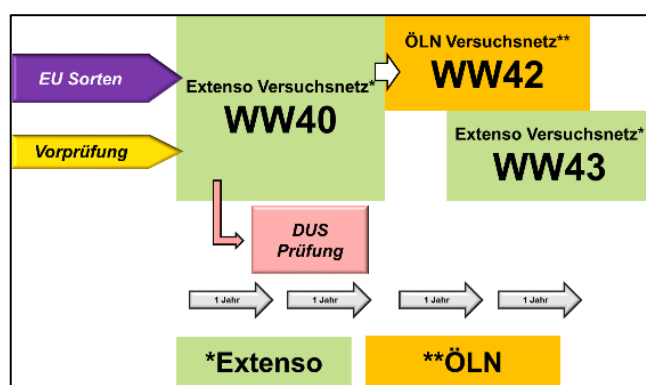 EU Sorten
Vorprüfung
Extenso Versuchsnetz*
WW40
ÖLN Versuchsnetz**
WW42
Extenso Versuchsnetz*
WW43
DUS
Prüfung
1 Jahr
1 Jahr
1 Jahr
1 Jahr
*Extenso
**ÖLN